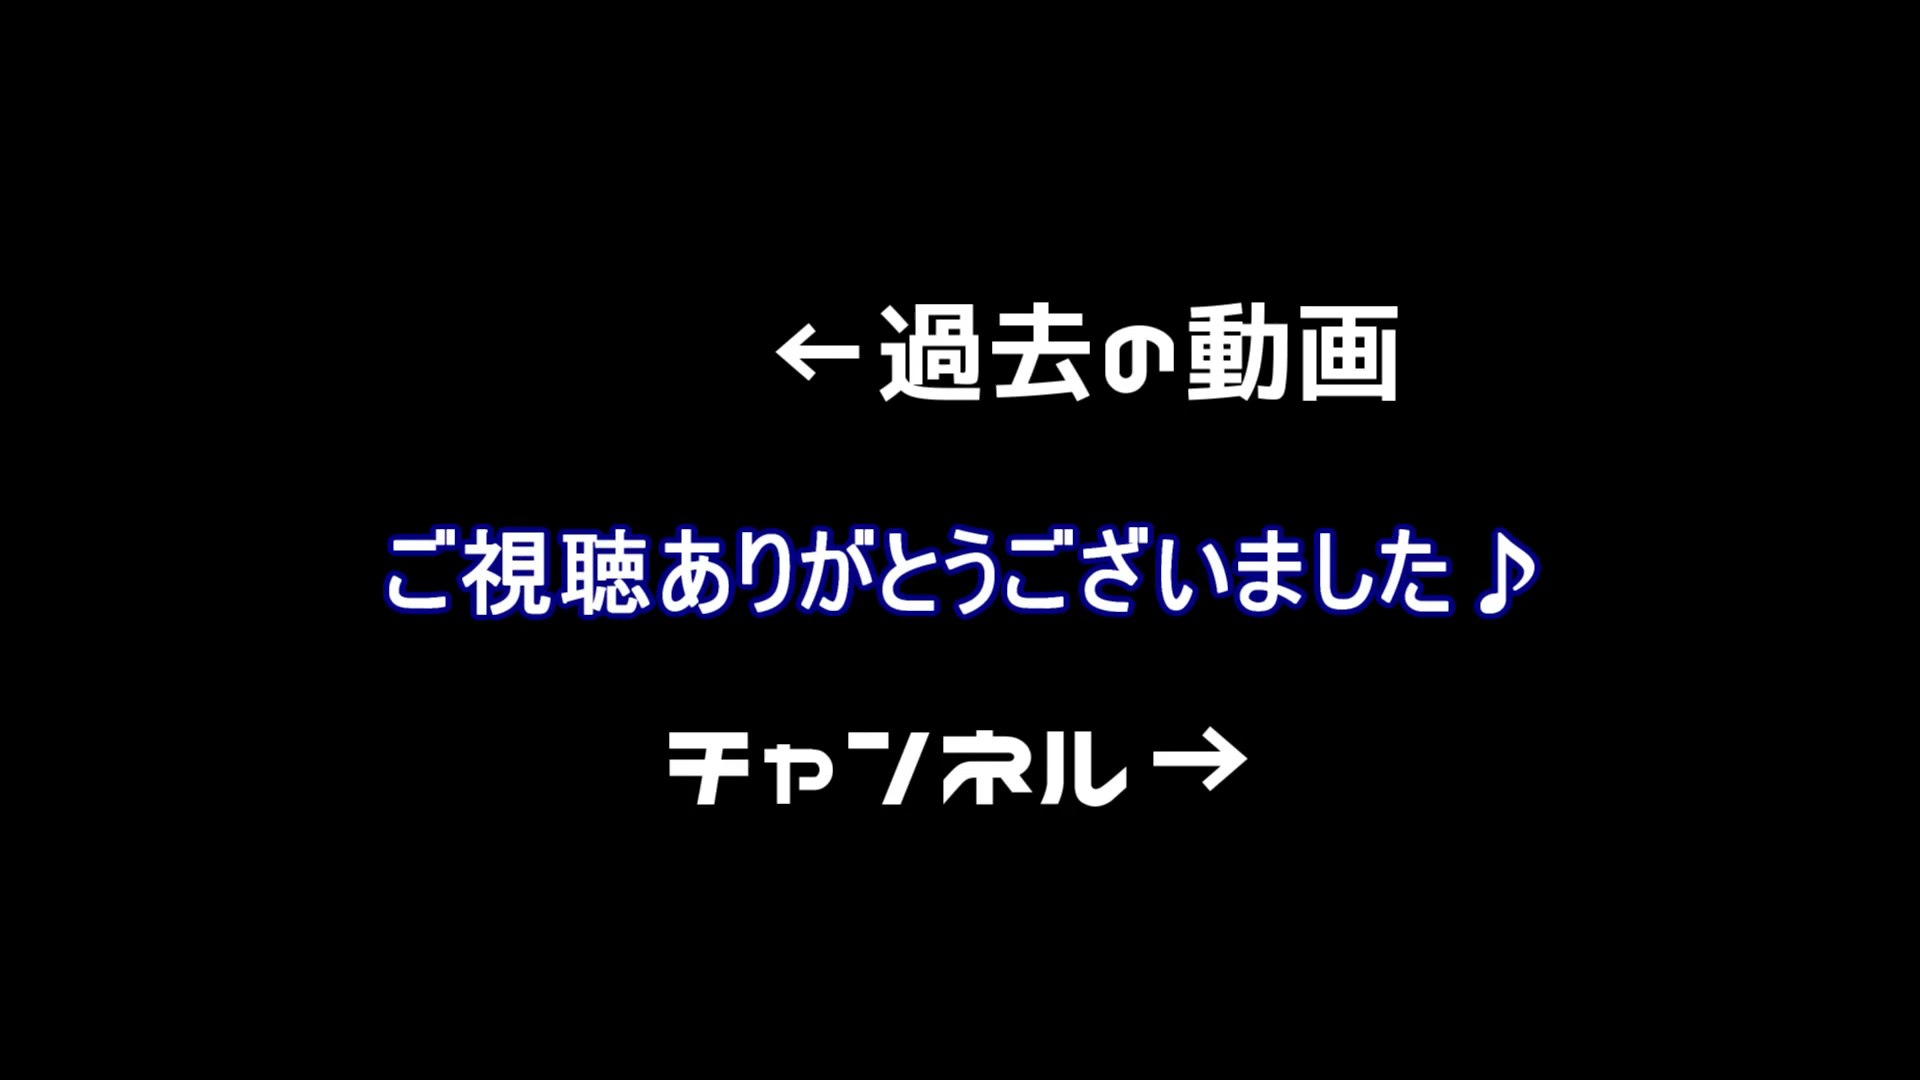 ←過去の動画
ご視聴ありがとうございました♪
チャンネル→